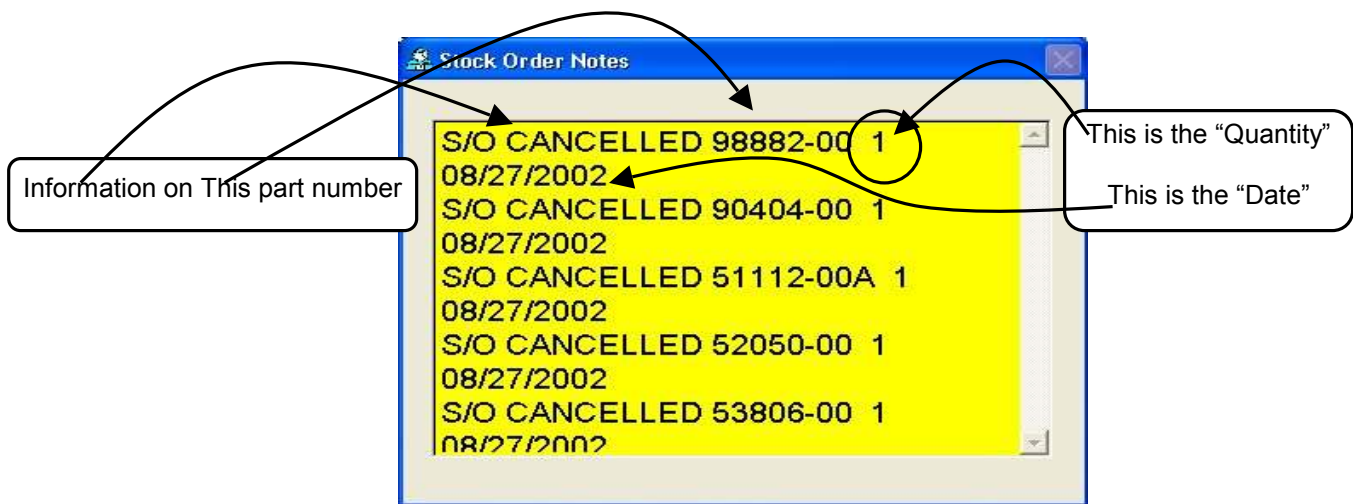 Stock Order Notes
S/O CANCELLED 98882-00 1
08/27/2002
S/O CANCELLED 90404-00 1
08/27/2002
S/O CANCELLED 51112-00A 1
08/27/2002
S/O CANCELLED 52050-00 1
08/27/2002
S/O CANCELLED 53806-00 1
08/27/2002
Information on This part number
This is the “Quantity”
This is the “Date”